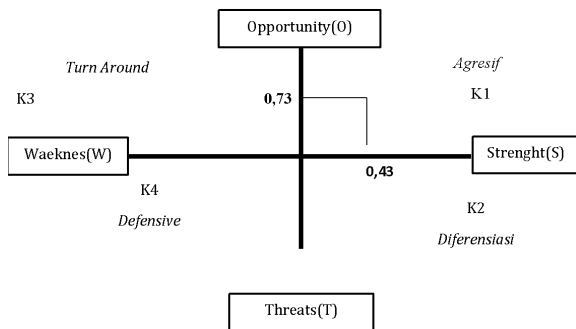 Opportunity(O)
Turn Around
Agresif
K3
0,73
K1
Waeknes(W)
Strenght(S)
0,43
K4
K2
Defensive
Diferensiasi
Threats(T)